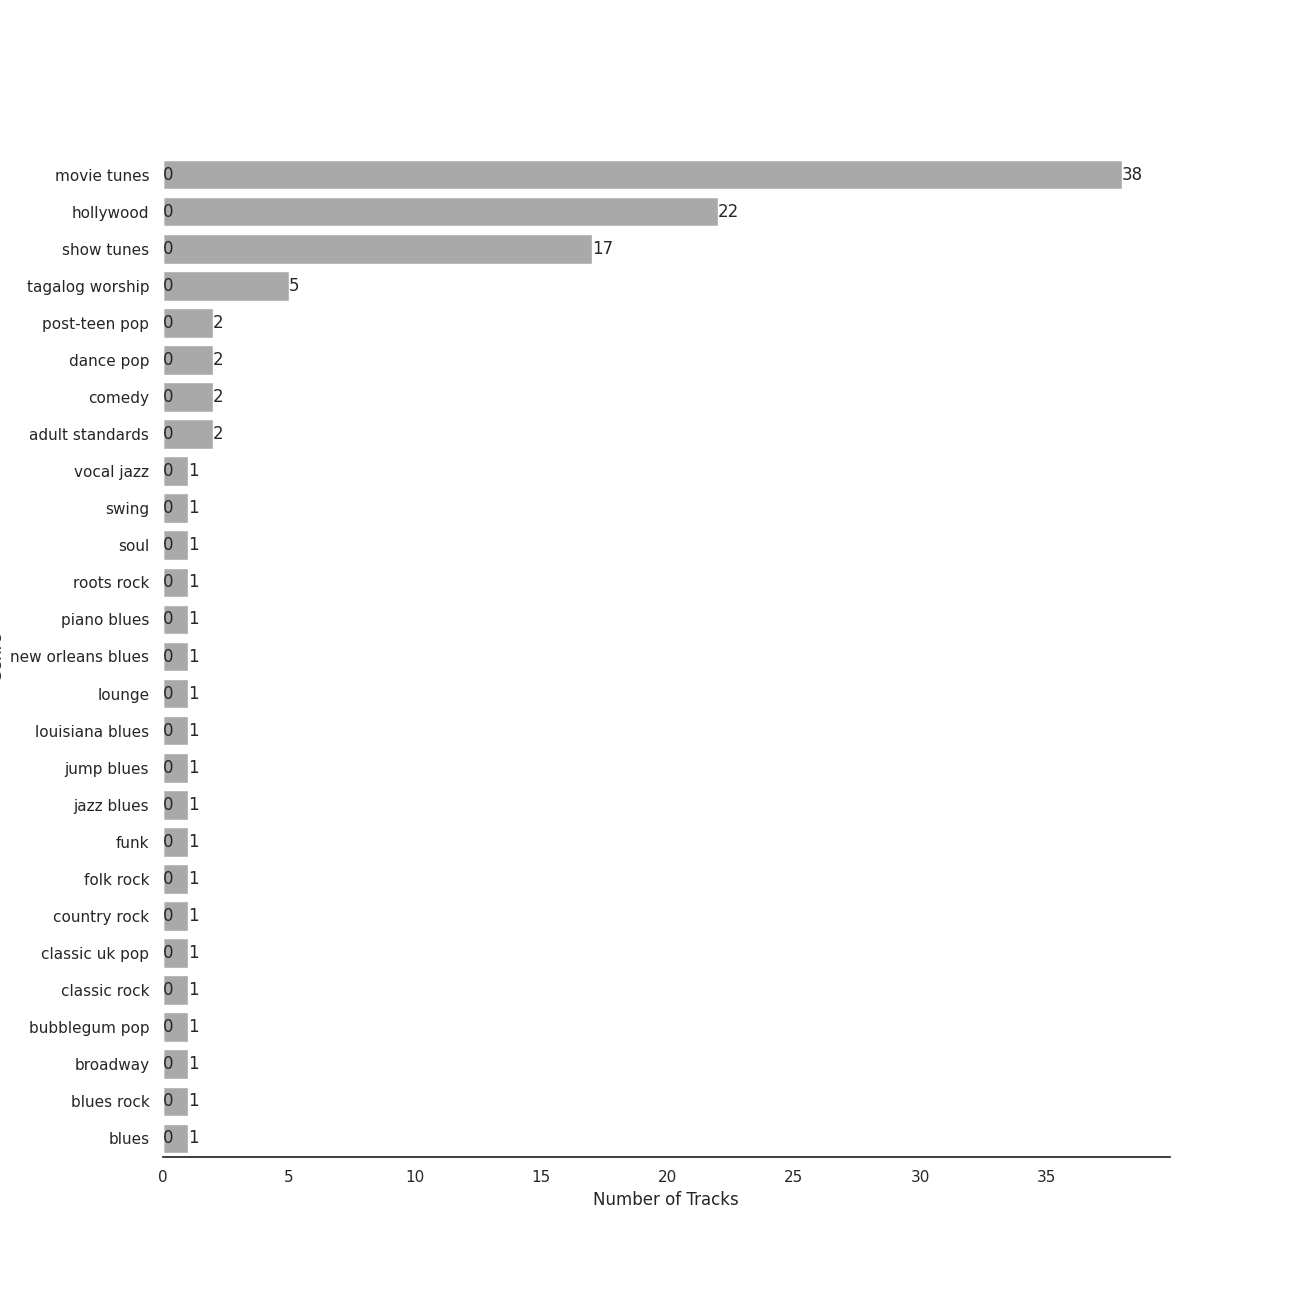 movie tunes 0 38
hollywood 0 22
show tunes 0 17
tagalog worship 0 5
post-teen pop 0 2
dance pop 0 2
comedy 0 2
adult standards 0 2
vocal jazz 0 1
swing 0 1
soul 0 1
roots rock 0 1
piano blues 0 1
new orleans blues 0 1
lounge 0 1
louisiana blues 0 1
jump blues 0 1
jazz blues 0 1
funk 0 1
folk rock 0 1
country rock 0 1
classic uk pop 0 1
classic rock 0 1
bubblegum pop 0 1
broadway 0 1
blues rock 0 1
blues 0 1
0 5 10 15 20 25 30 35
Number of Tracks